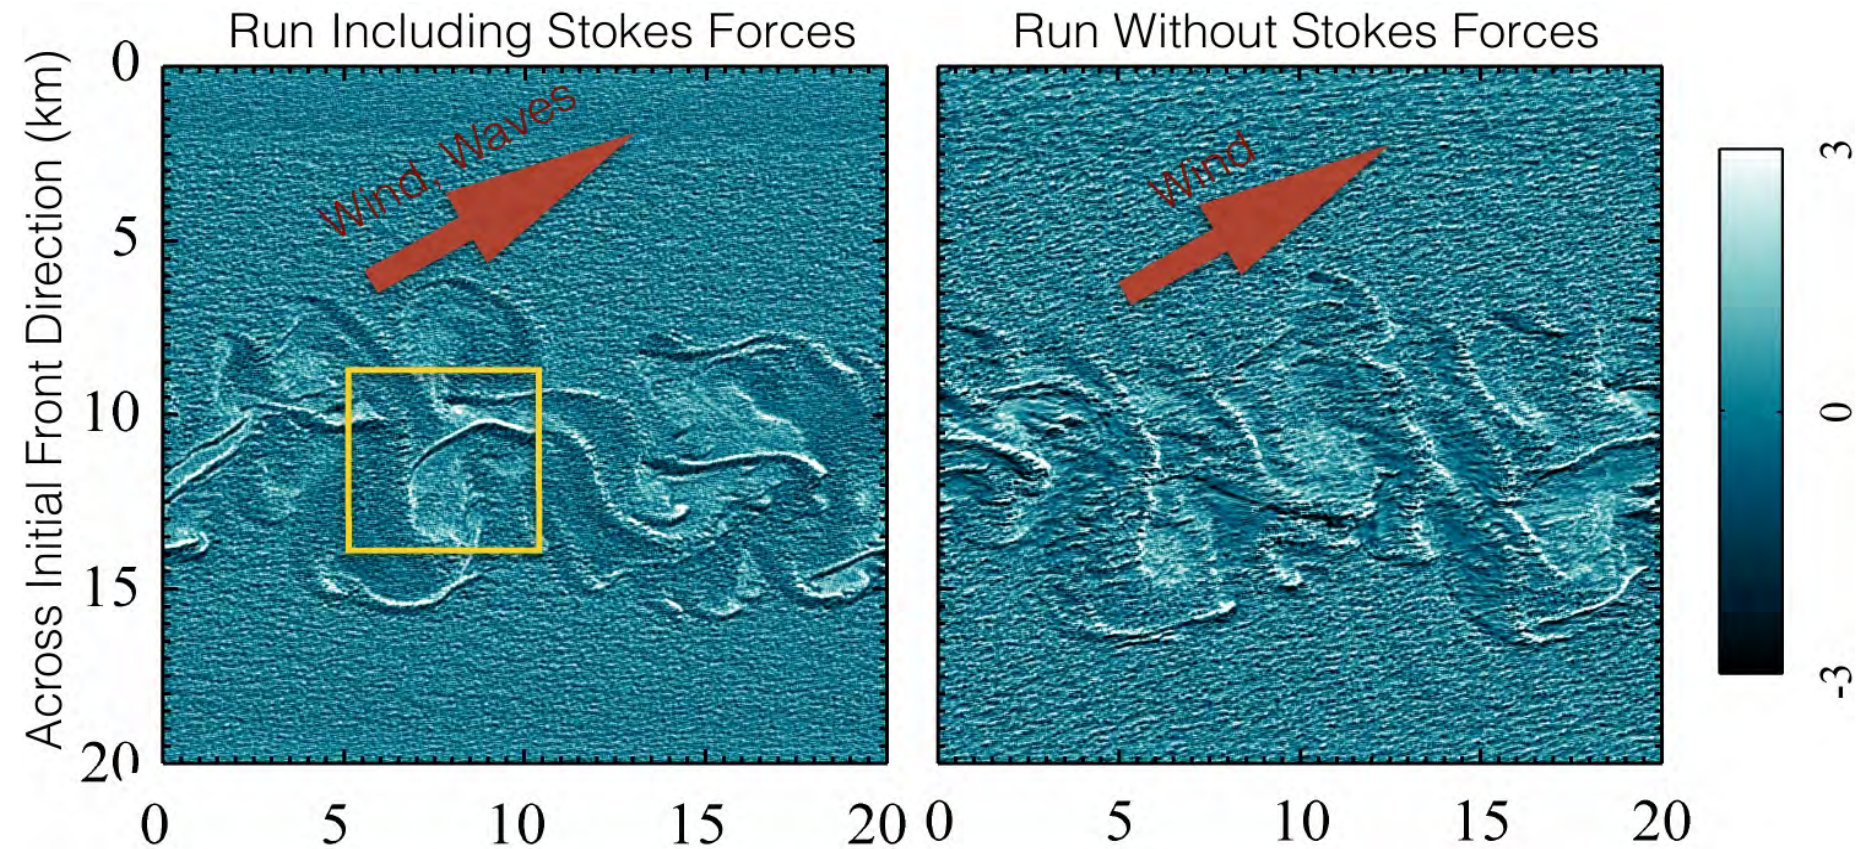 Run Including Stokes Forces
Run Without Stokes Forces
Across Initial Front Direction (km)
0
5
10
15
20
Wind, Waves
Wind
0 5 10 15 20
0 5 10 15 20
3
0
-3